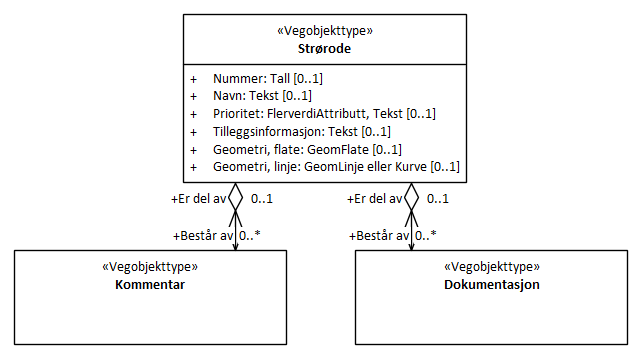 «Vegobjekttype»
Strørode
+ Nummer: Tall [0..1]
+ Navn: Tekst [0..1]
+ Prioritet: FlerverdiAttributt, Tekst [0..1]
+ Tilleggsinformasjon: Tekst [0..1]
+ Geometri, flate: GeomFlate [0..1]
+ Geometri, linje: GeomLinje eller Kurve [0..1]
+Er del av 0..1 +Er del av 0..1
+Består av 0..* +Består av 0..*
«Vegobjekttype» «Vegobjekttype»
Kommentar Dokumentasjon